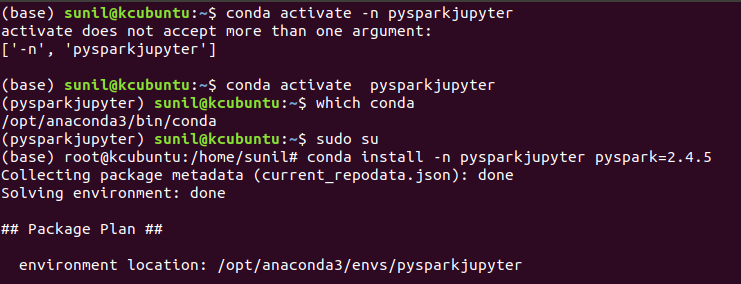 (base) sunil@kcubuntu:~$ conda activate -n pysparkjupyter
activate does not accept more than one argument:
['-n', 'pysparkjupyter']
(base) sunil@kcubuntu:~$ conda activate  pysparkjupyter
(pysparkjupyter) sunil@kcubuntu:~$ which conda
/opt/anaconda3/bin/conda
(pysparkjupyter) sunil@kcubuntu:~$ sudo su
(base) root@kcubuntu:/home/sunil# conda install -n pysparkjupyter pyspark=2.4.5
Collecting package metadata (current_repodata.json): done
Solving environment: done
## Package Plan ##
  environment location: /opt/anaconda3/envs/pysparkjupyter